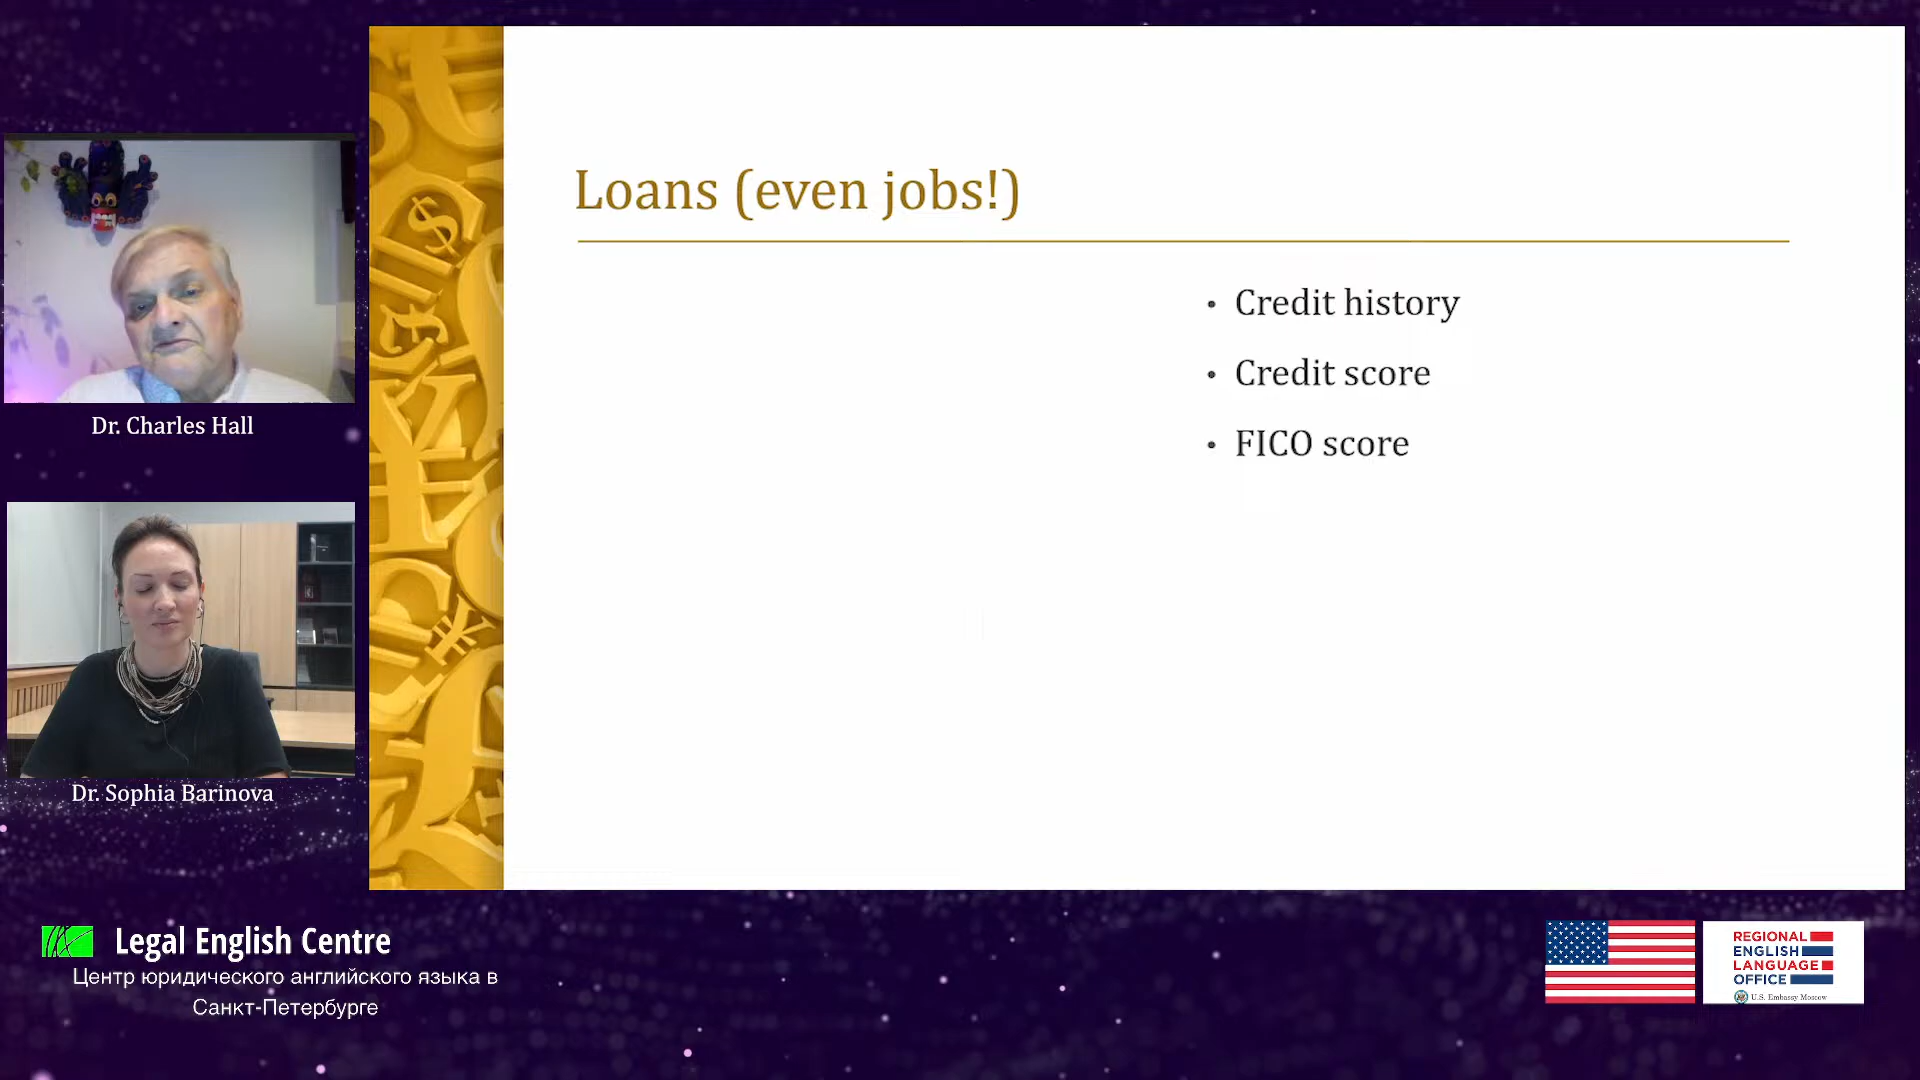 Loans (even jobs!)
• Credit history
• Credit score
• FICO score
Dr. Charles Hall
Dr. Sophia Barinova
Legal English Centre
Центр юридического английского языка в
Санкт-Петербурге
REGIONAL
ENGLISH
LANGUAGE
OFFICE
U.S. Embassy Moscow